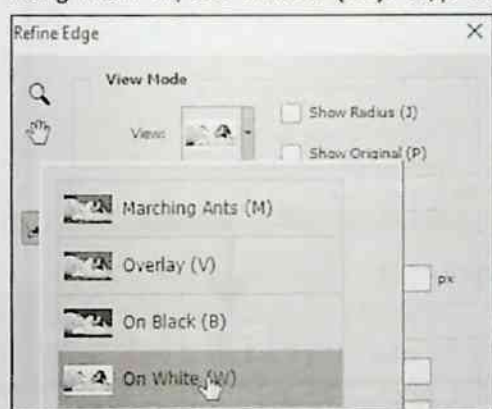 Refine Edge
View Mode
View:
Show Radius (J)
Show Original (P)
Marching Ants (M)
Overlay (V)
px
On Black (B)
On White (W)